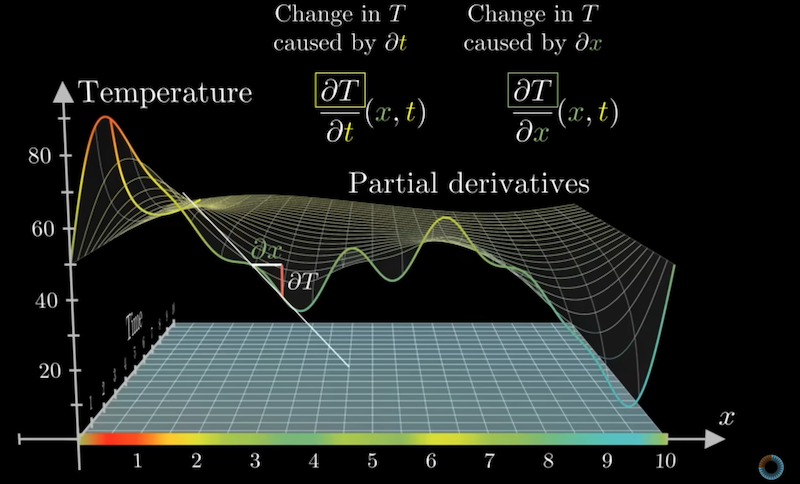 Change in T
caused by ∂t
Change in T
caused by ∂x
∂T/∂t (x, t)
∂T/∂x (x, t)
Temperature
Partial derivatives
80
60
40
20
∂x
∂T
Time
x
1 2 3 4 5 6 7 8 9 10